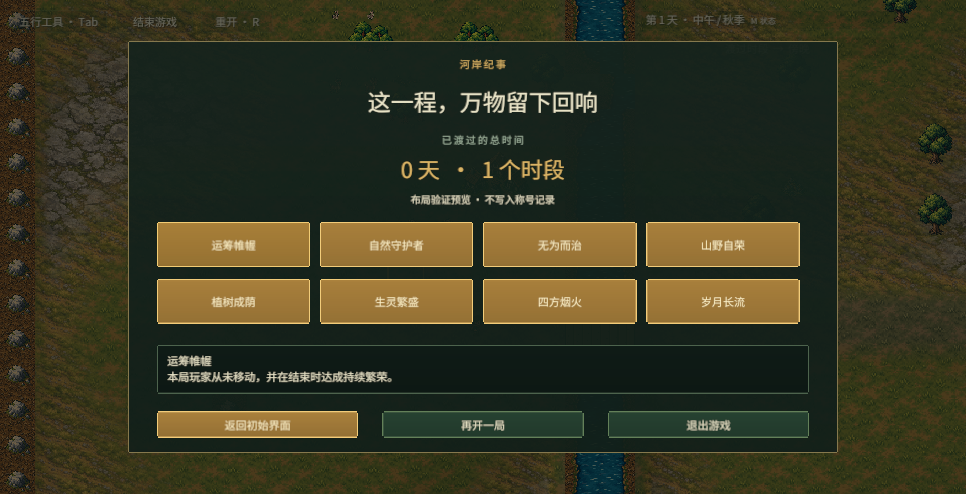 五行工具 · Tab 结束游戏 重开 · R 第1天 · 中午/秋季 M 状态
河岸纪事
这一程，万物留下回响
已渡过的总时间
0天 · 1个时段
布局验证预览 · 不写入称号记录
运筹帷幄 自然守护者 无为而治 山野自荣
植树成荫 生灵繁盛 四方烟火 岁月长流
运筹帷幄
本局玩家从未移动，并在结束时达成持续繁荣。
返回初始界面 再开一局 退出游戏